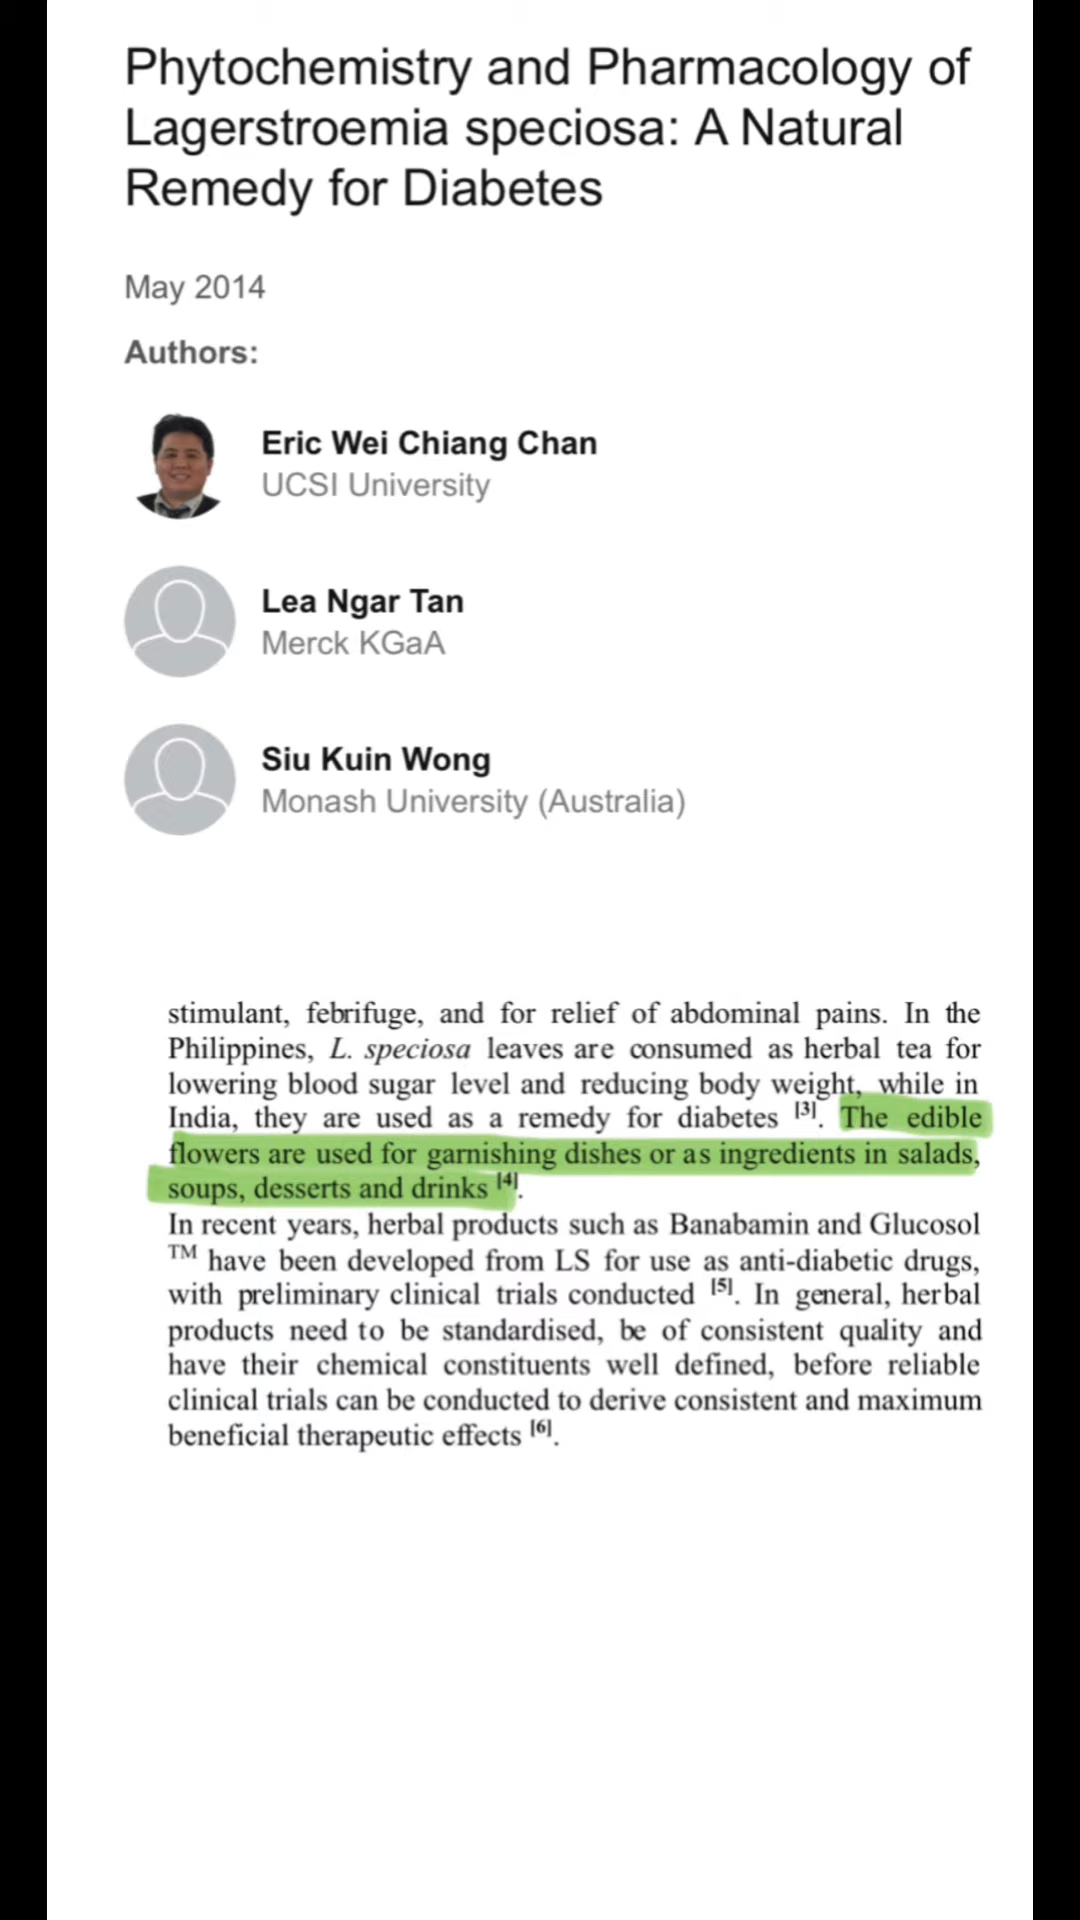 Phytochemistry and Pharmacology of
Lagerstroemia speciosa: A Natural
Remedy for Diabetes
May 2014
Authors:
Eric Wei Chiang Chan
UCSI University
Lea Ngar Tan
Merck KGaA
Siu Kuin Wong
Monash University (Australia)
stimulant, febrifuge, and for relief of abdominal pains. In the
Philippines, L. speciosa leaves are consumed as herbal tea for
lowering blood sugar level and reducing body weight, while in
India, they are used as a remedy for diabetes [3]. The edible
flowers are used for garnishing dishes or as ingredients in salads,
soups, desserts and drinks [4].
In recent years, herbal products such as Banabamin and Glucosol
TM have been developed from LS for use as anti-diabetic drugs,
with preliminary clinical trials conducted [5]. In general, herbal
products need to be standardised, be of consistent quality and
have their chemical constituents well defined, before reliable
clinical trials can be conducted to derive consistent and maximum
beneficial therapeutic effects [6].